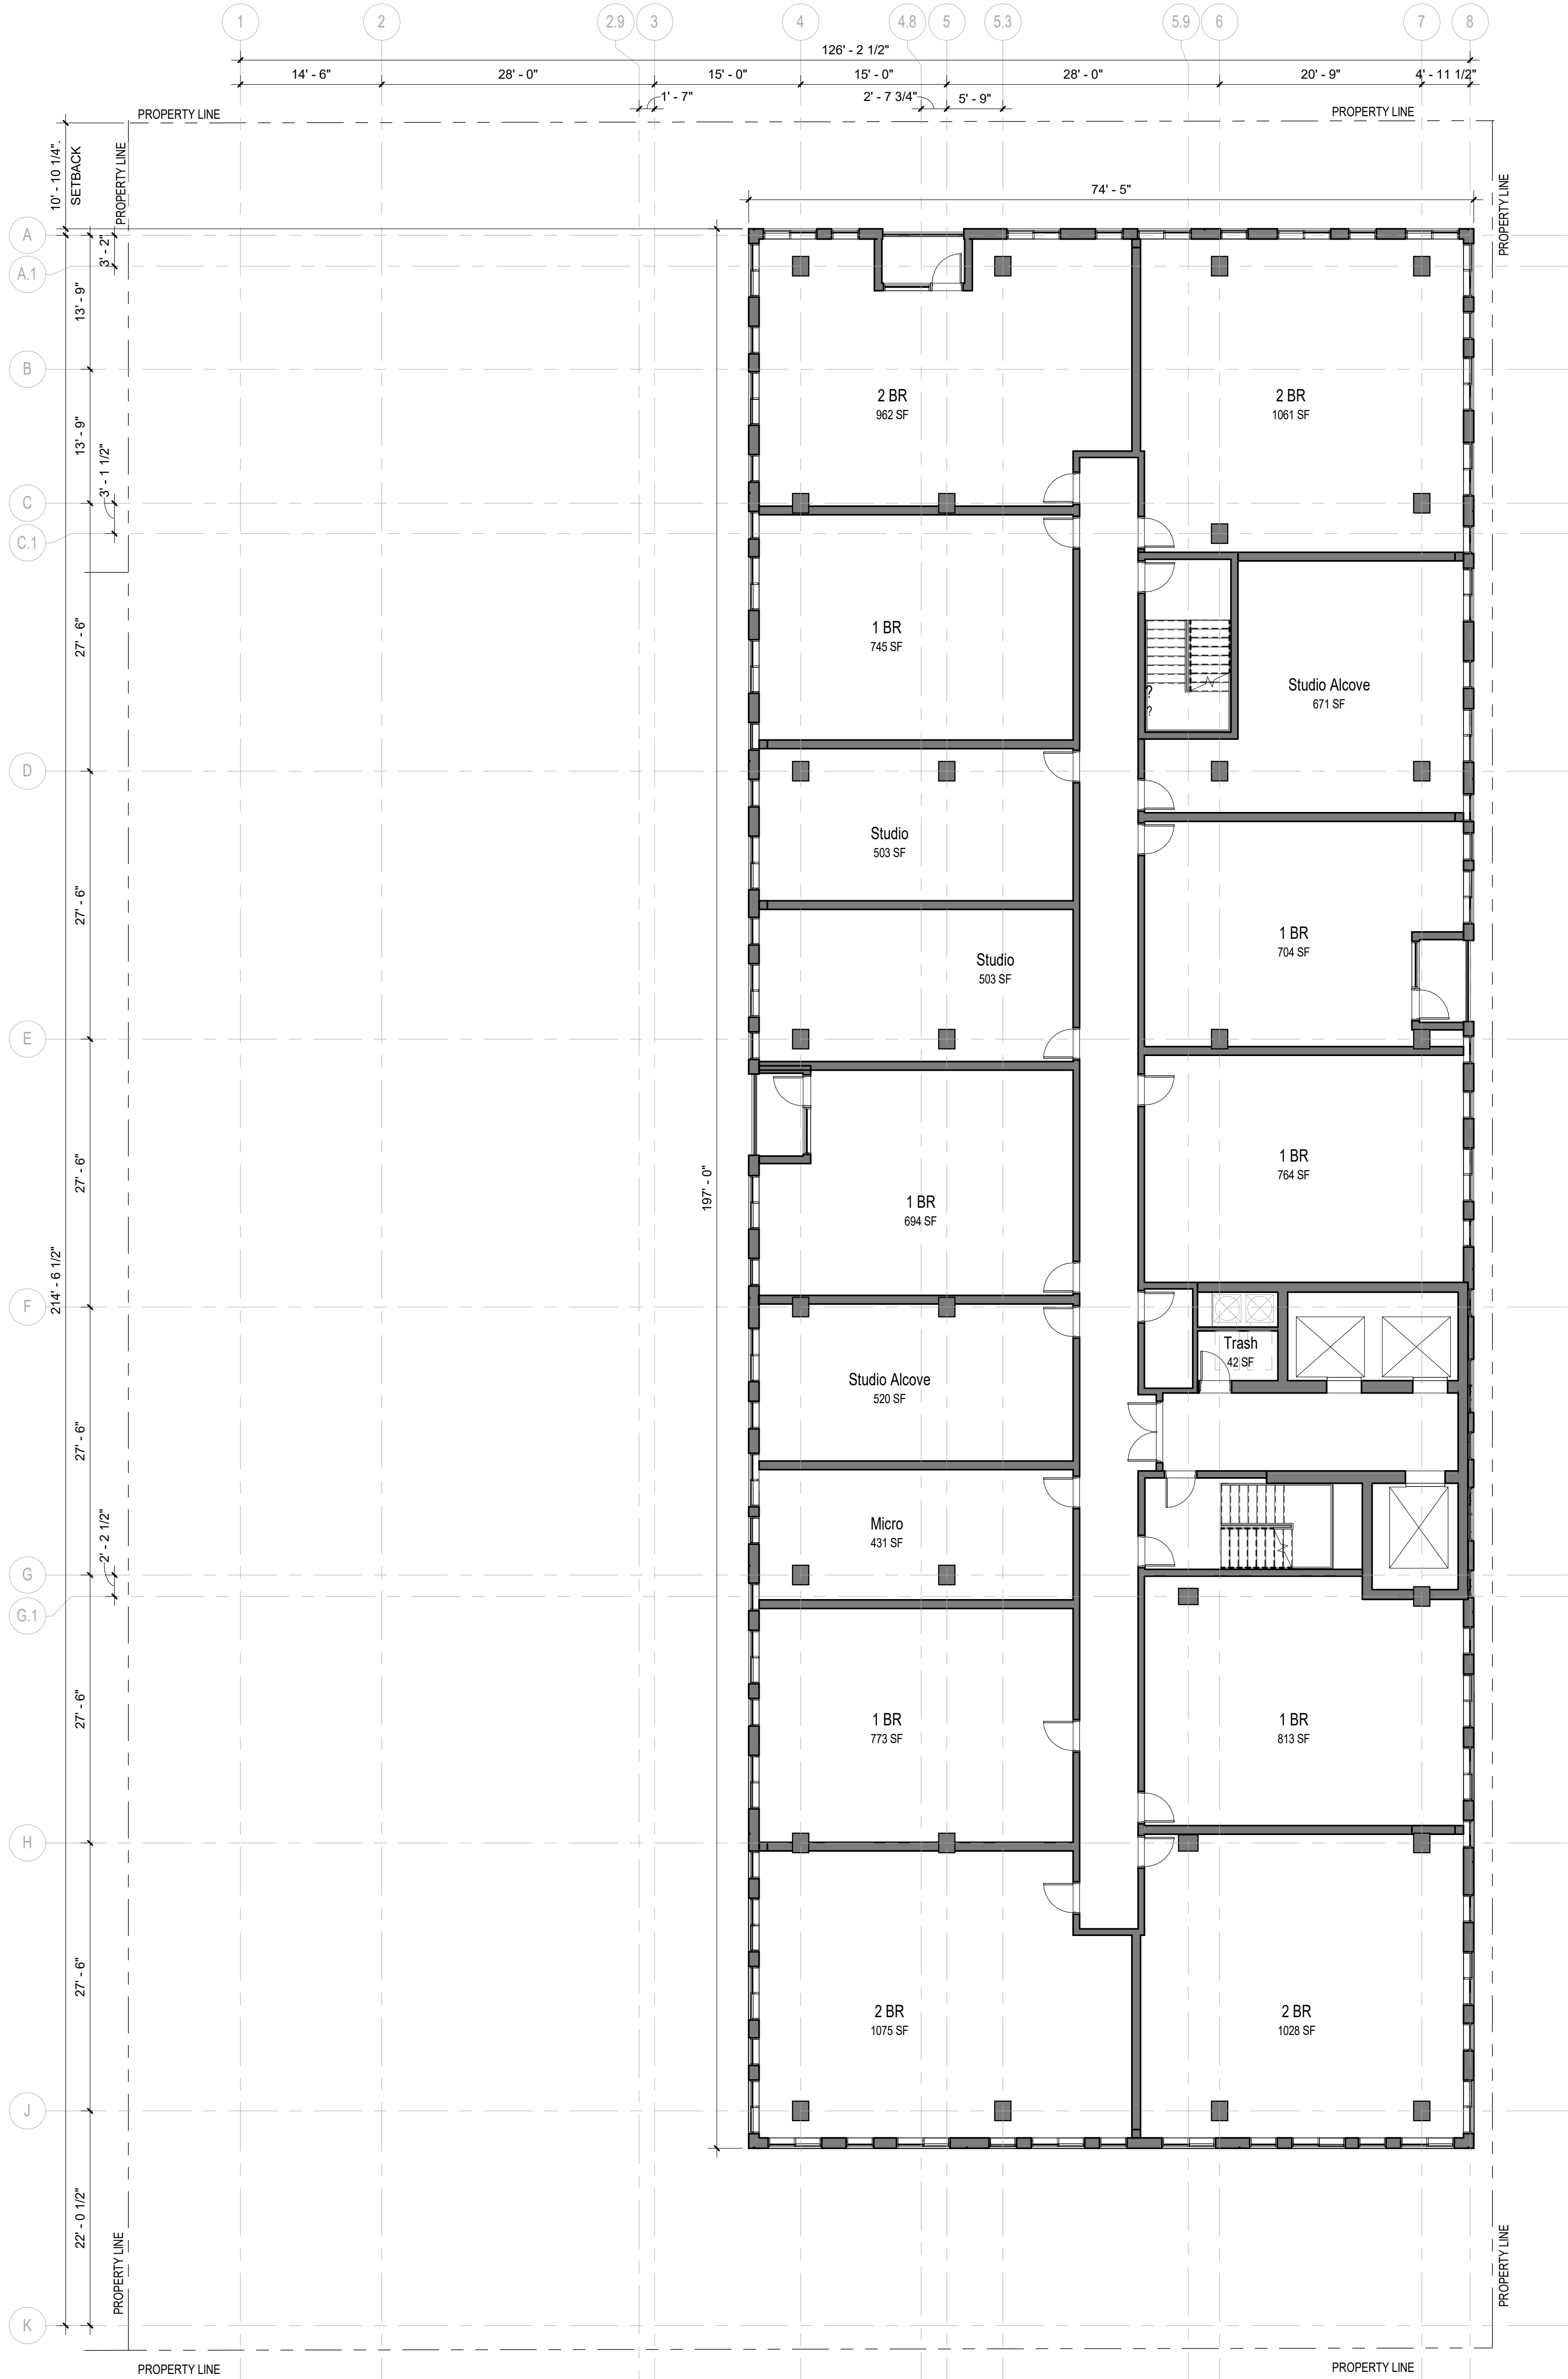 1 2 2.9 3 4 4.8 5 5.3 5.9 6 7 8
126' - 2 1/2"
14' - 6" 28' - 0" 15' - 0" 15' - 0" 28' - 0" 20' - 9" 4' - 11 1/2"
1' - 7" 2' - 7 3/4" 5' - 9"
PROPERTY LINE
PROPERTY LINE
10' - 10 1/4".
SETBACK
PROPERTY LINE
PROPERTY LINE
74' - 5"
A
3' - 2"
A.1
13' - 9"
B
2 BR
962 SF
2 BR
1061 SF
13' - 9"
3' - 1 1/2"
C
C.1
27' - 6"
1 BR
745 SF
Studio Alcove
671 SF
?
?
D
Studio
503 SF
27' - 6"
1 BR
704 SF
Studio
503 SF
E
27' - 6"
197' - 0"
1 BR
764 SF
1 BR
694 SF
214' - 6 1/2"
F
Trash
42 SF
Studio Alcove
520 SF
27' - 6"
Micro
431 SF
2' - 2 1/2"
G
G.1
27' - 6"
1 BR
773 SF
1 BR
813 SF
H
27' - 6"
2 BR
1075 SF
2 BR
1028 SF
J
22' - 0 1/2"
PROPERTY LINE
PROPERTY LINE
K
PROPERTY LINE
PROPERTY LINE